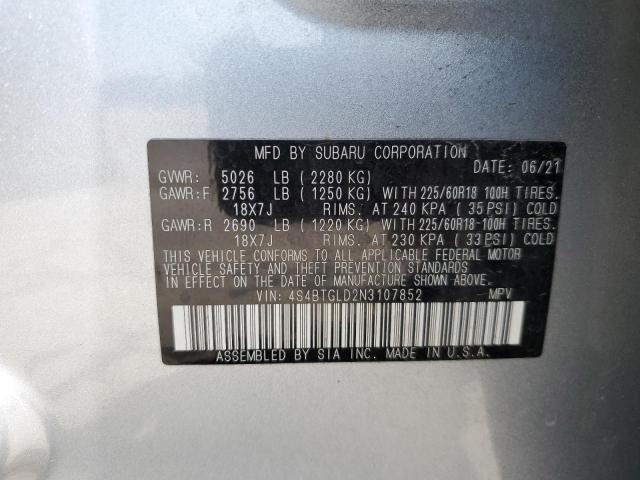 MFD BY SUBARU CORPORATION
GVWR: 5026 LB (2280 KG) DATE: 06/21
GAWR:F 2756 LB (1250 KG) WITH 225/60R18 100H TIRES.
18X7J RIMS. AT 240 KPA (35 PSI) COLD
GAWR:R 2690 LB (1220 KG) WITH 225/60R18 100H TIRES.
18X7J RIMS. AT 230 KPA (33 PSI) COLD
THIS VEHICLE CONFORMS TO ALL APPLICABLE FEDERAL MOTOR
VEHICLE SAFETY AND THEFT PREVENTION STANDARDS
IN EFFECT ON THE DATE OF MANUFACTURE SHOWN ABOVE.
VIN: 4S4BTGLD2N3107852 MPV
ASSEMBLED BY SIA INC. MADE IN U.S.A.